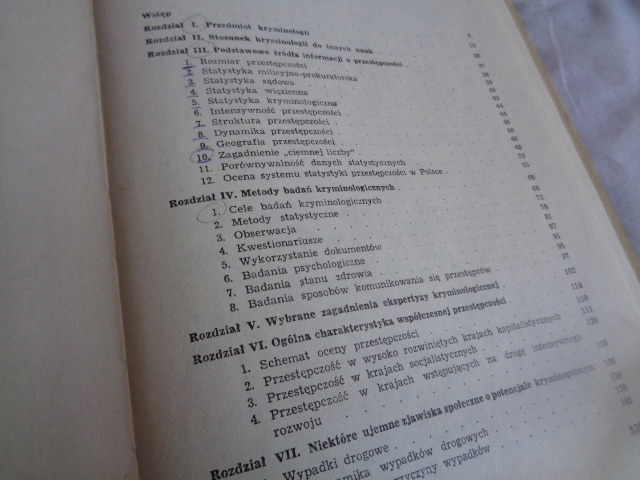 Wstęp
Rozdział I. Przedmiot kryminologii
Rozdział II. Stosunek kryminologii do innych nauk
Rozdział III. Podstawowe źródła informacji o przestępczości
1. Rozmiar przestępczości
2. Statystyka milicyjno-prokuratorska
3. Statystyka sądowa
4. Statystyka więzienna
5. Statystyka kryminologiczna
6. Intensywność przestępczości
7. Struktura przestępczości
8. Dynamika przestępczości
9. Geografia przestępczości
10. Zagadnienie „ciemnej liczby"
11. Porównywalność danych statystycznych
12. Ocena systemu statystyki przestępczości w Polsce
Rozdział IV. Metody badań kryminologicznych
1. Cele badań kryminologicznych
2. Metody statystyczne
3. Obserwacja
4. Kwestionariusze
5. Wykorzystanie dokumentów
6. Badania psychologiczne
7. Badania stanu zdrowia
8. Badania sposobów komunikowania się przestępców
Rozdział V. Wybrane zagadnienia ekspertyzy kryminologicznej
Rozdział VI. Ogólna charakterystyka współczesnej przestępczości
1. Schemat oceny przestępczości
2. Przestępczość w wysoko rozwiniętych krajach kapitalistycznych
3. Przestępczość w krajach socjalistycznych
4. Przestępczość w krajach wstępujących na drogę intensywnego
rozwoju
Rozdział VII. Niektóre ujemne zjawiska społeczne o potencjale kryminogennym
Wypadki drogowe
wypadków drogowych
wypadków